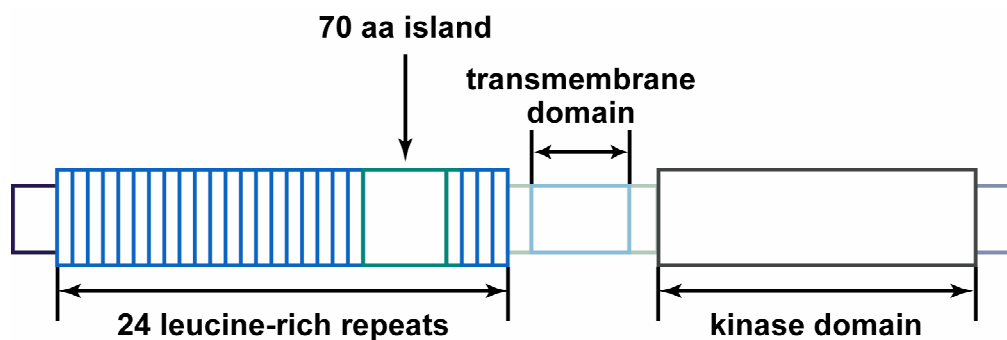 70 aa island
transmembrane
domain
24 leucine-rich repeats
kinase domain